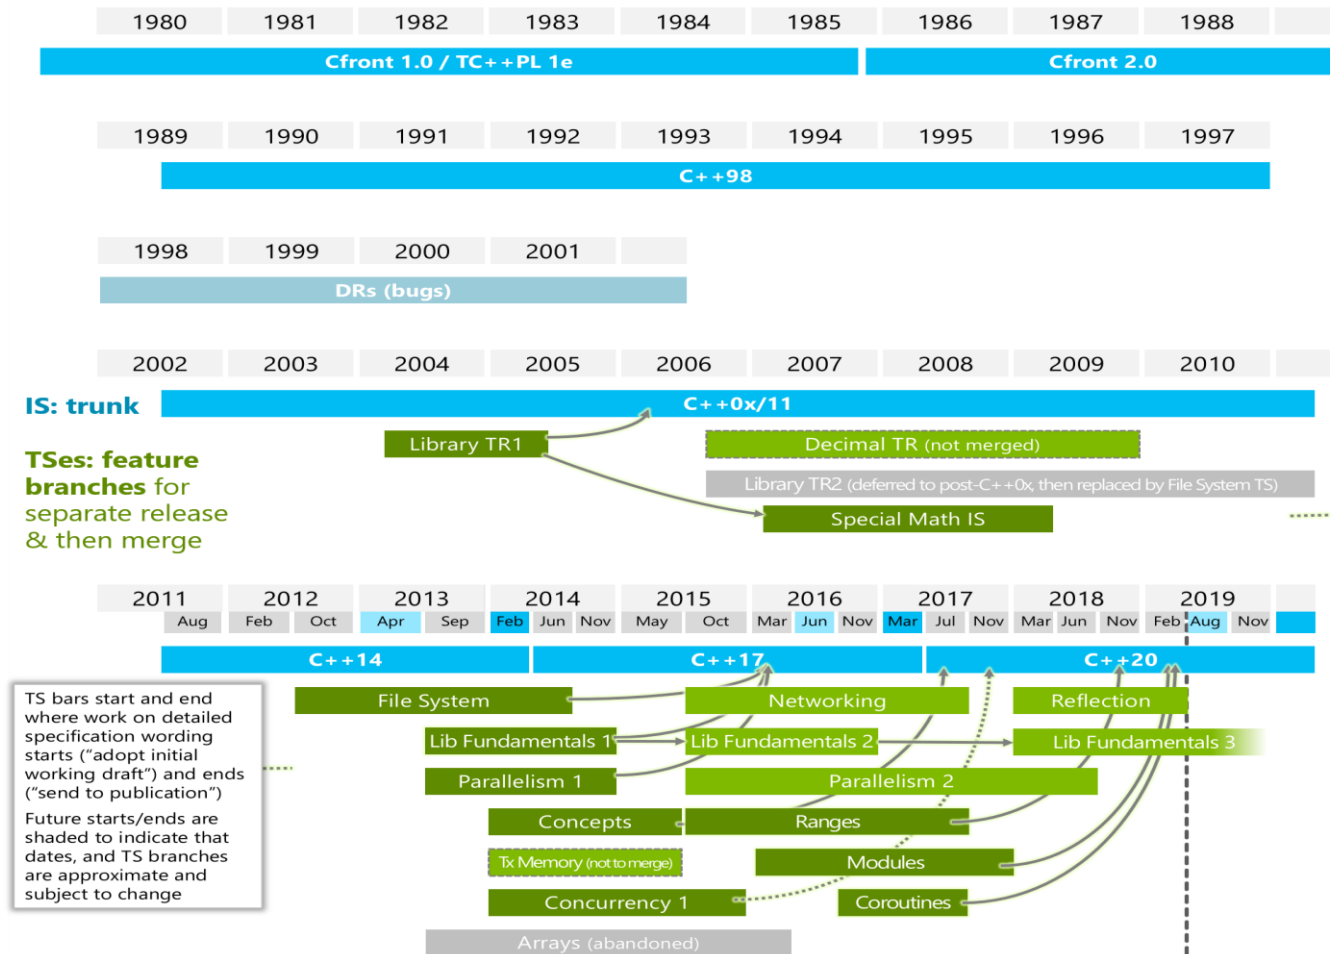 1980 1981 1982 1983 1984 1985 1986 1987 1988
Cfront 1.0 / TC++PL 1e Cfront 2.0
1989 1990 1991 1992 1993 1994 1995 1996 1997
C++98
1998 1999 2000 2001
DRs (bugs)
2002 2003 2004 2005 2006 2007 2008 2009 2010
IS: trunk
C++0x/11
Library TR1 Decimal TR (not merged)
TSes: feature
branches for
separate release
& then merge
Library TR2 (deferred to post-C++0x, then replaced by File System TS)
Special Math IS
2011 2012 2013 2014 2015 2016 2017 2018 2019
Aug Feb Oct Apr Sep Feb Jun Nov May Oct Mar Jun Nov Mar Jul Nov Mar Jun Nov Feb Aug Nov
C++14 C++17 C++20
TS bars start and end
where work on detailed
specification wording
starts (“adopt initial
working draft”) and ends
(“send to publication”)
Future starts/ends are
shaded to indicate that
dates, and TS branches
are approximate and
subject to change
File System Networking Reflection
Lib Fundamentals 1 Lib Fundamentals 2 Lib Fundamentals 3
Parallelism 1 Parallelism 2
Concepts Ranges
Tx Memory (not to merge) Modules
Concurrency 1 Coroutines
Arrays (abandoned)